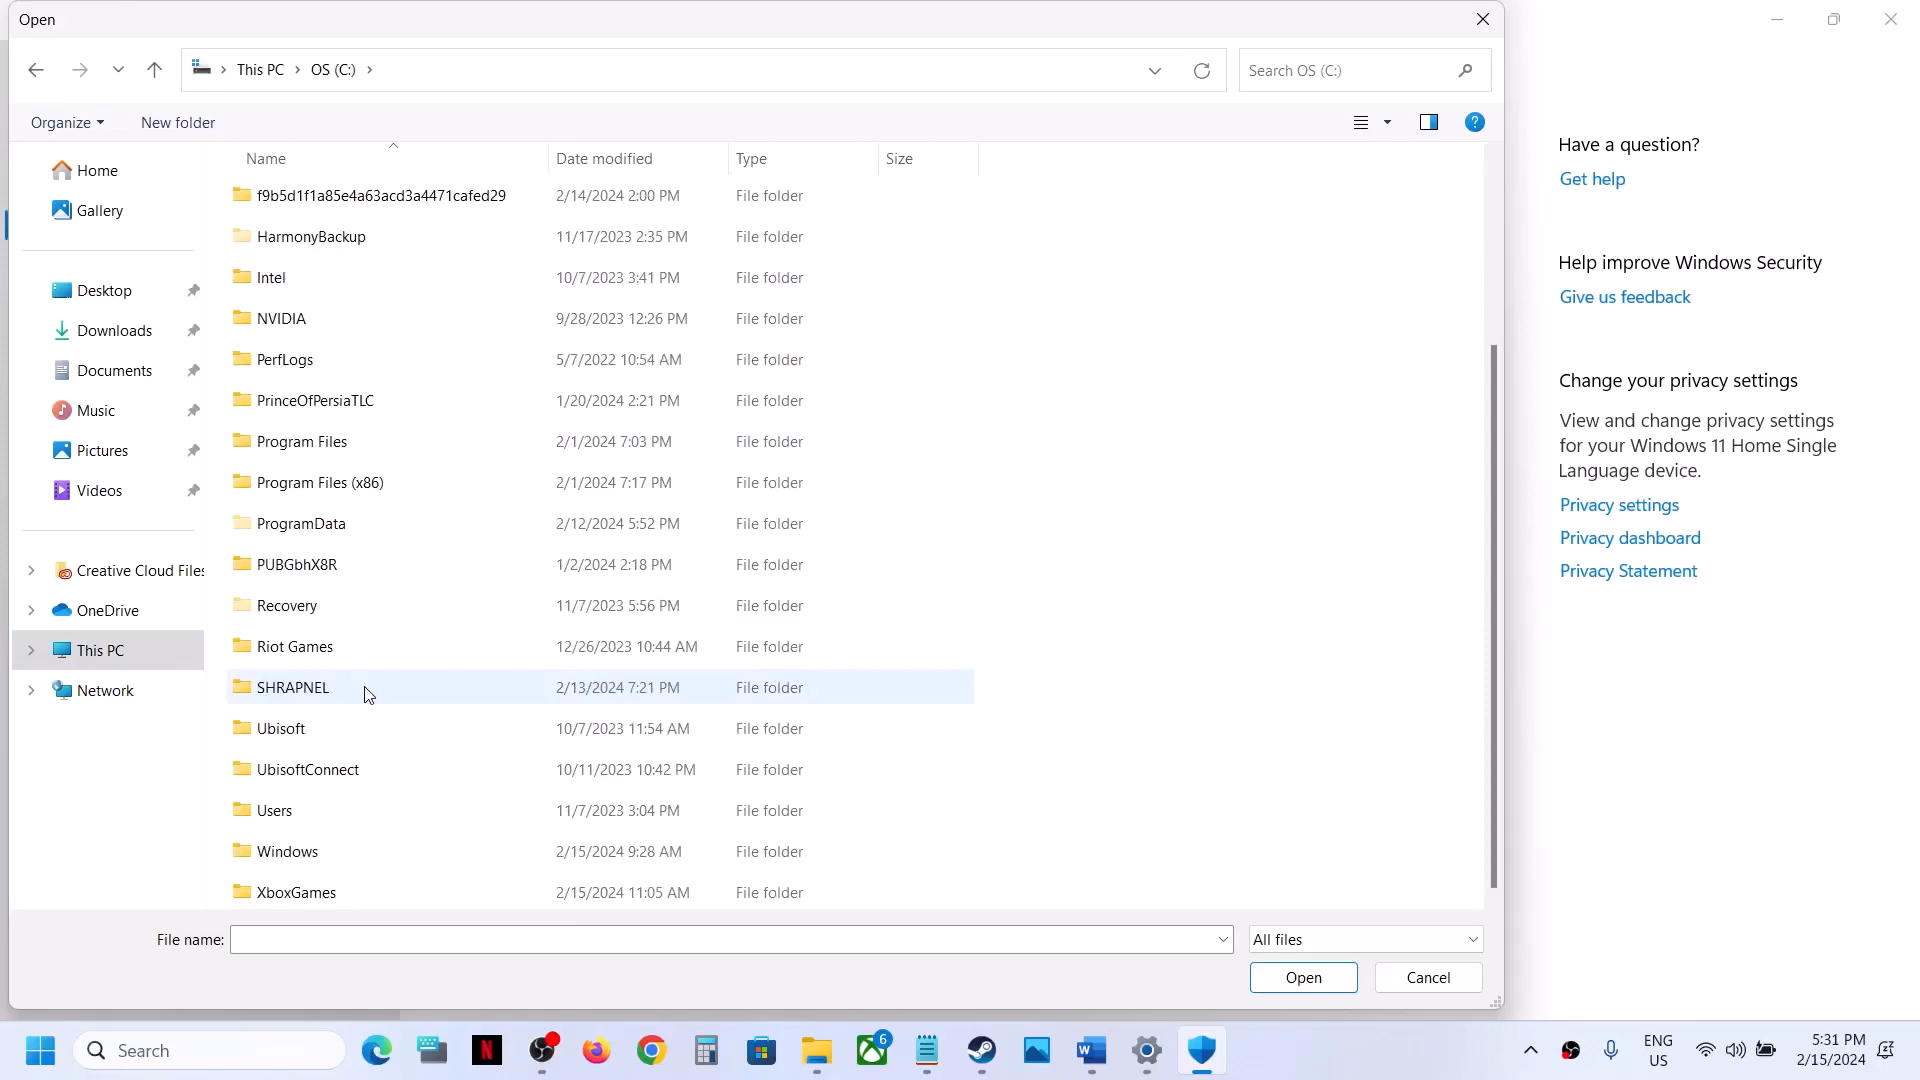 Open
This PC > OS (C:) >
Search OS (C:)
Organize
New folder
Name
Date modified
Type
Size
Home
Gallery
Desktop
Downloads
Documents
Music
Pictures
Videos
Creative Cloud Files
OneDrive
This PC
Network
f9b5d1f1a85e4a63acd3a4471cafed29 2/14/2024 2:00 PM File folder
HarmonyBackup 11/17/2023 2:35 PM File folder
Intel 10/7/2023 3:41 PM File folder
NVIDIA 9/28/2023 12:26 PM File folder
PerfLogs 5/7/2022 10:54 AM File folder
PrinceOfPersiaTLC 1/20/2024 2:21 PM File folder
Program Files 2/1/2024 7:03 PM File folder
Program Files (x86) 2/1/2024 7:17 PM File folder
ProgramData 2/12/2024 5:52 PM File folder
PUBGbhX8R 1/2/2024 2:18 PM File folder
Recovery 11/7/2023 5:56 PM File folder
Riot Games 12/26/2023 10:44 AM File folder
SHRAPNEL 2/13/2024 7:21 PM File folder
Ubisoft 10/7/2023 11:54 AM File folder
UbisoftConnect 10/11/2023 10:42 PM File folder
Users 11/7/2023 3:04 PM File folder
Windows 2/15/2024 9:28 AM File folder
XboxGames 2/15/2024 11:05 AM File folder
File name:
All files
Open
Cancel
Have a question?
Get help
Help improve Windows Security
Give us feedback
Change your privacy settings
View and change privacy settings
for your Windows 11 Home Single
Language device.
Privacy settings
Privacy dashboard
Privacy Statement
Search
6
ENG
US
5:31 PM
2/15/2024